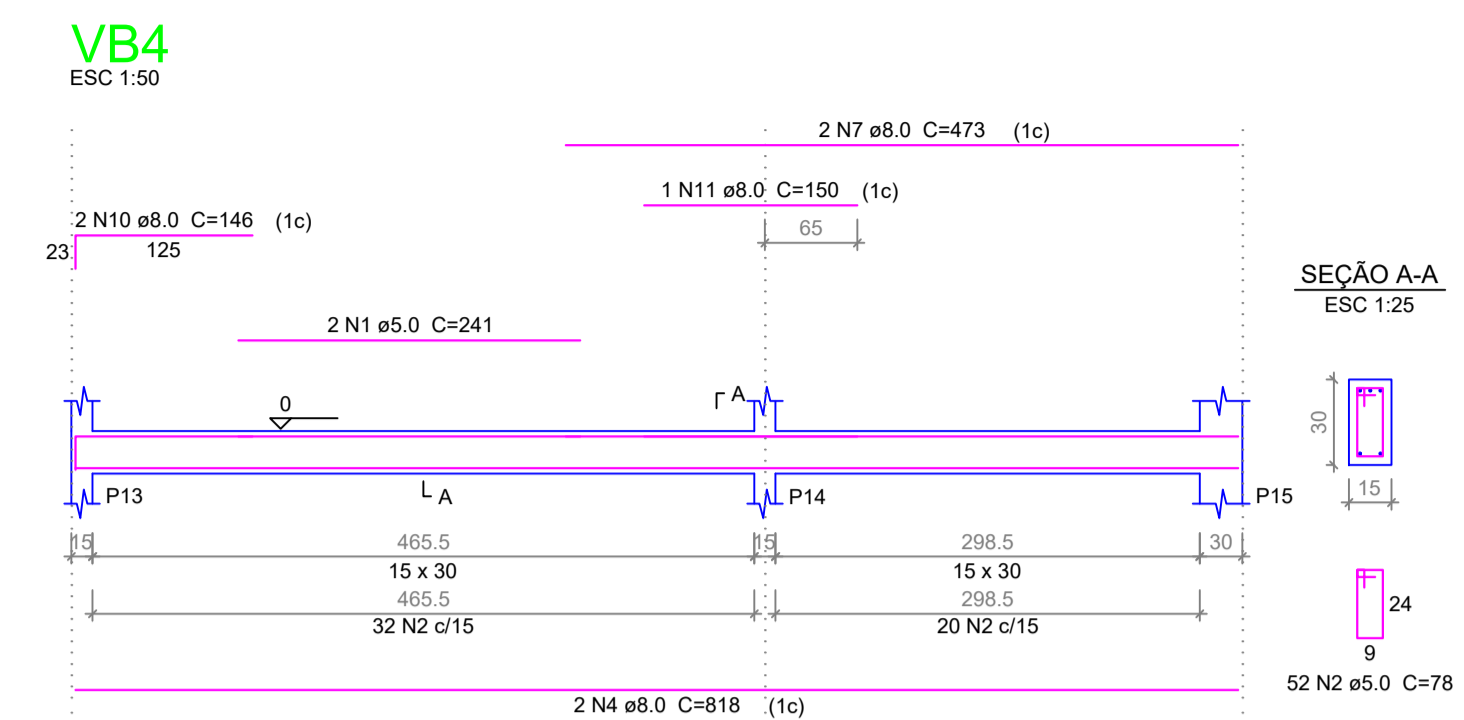 VB4
ESC 1:50
2 N7 ø8.0 C=473 (1c)
1 N11 ø8.0 C=150 (1c)
65
2 N10 ø8.0 C=146 (1c)
23
125
2 N1 ø5.0 C=241
SEÇÃO A-A
ESC 1:25
A
0
30
15
P13
A
P14
P15
15
465.5
15
298.5
30
15 x 30
15 x 30
465.5
298.5
32 N2 c/15
20 N2 c/15
24
9
52 N2 ø5.0 C=78
2 N4 ø8.0 C=818 (1c)